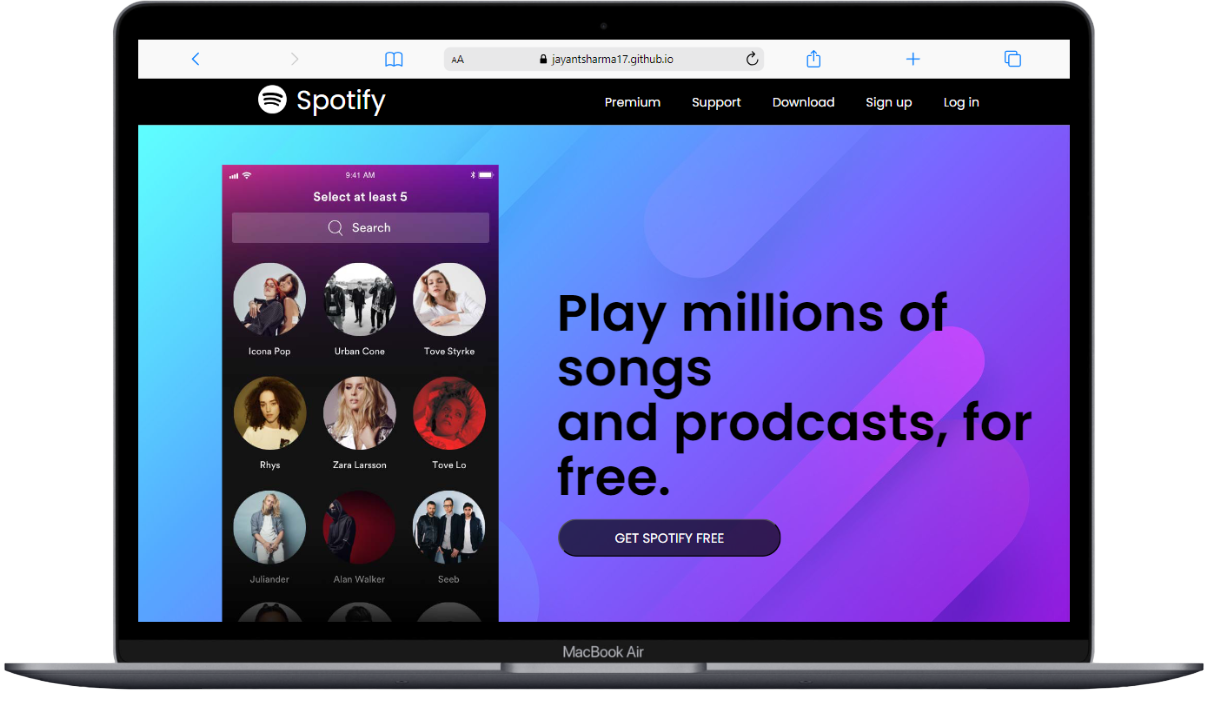 AA jayantsharma17.github.io
Spotify Premium Support Download Sign up Log in
9:41 AM
Select at least 5
Search
Icona Pop Urban Cone Tove Styrke
Rhys Zara Larsson Tove Lo
Juliander Alan Walker Seeb
Play millions of
songs
and prodcasts, for
free.
GET SPOTIFY FREE
MacBook Air